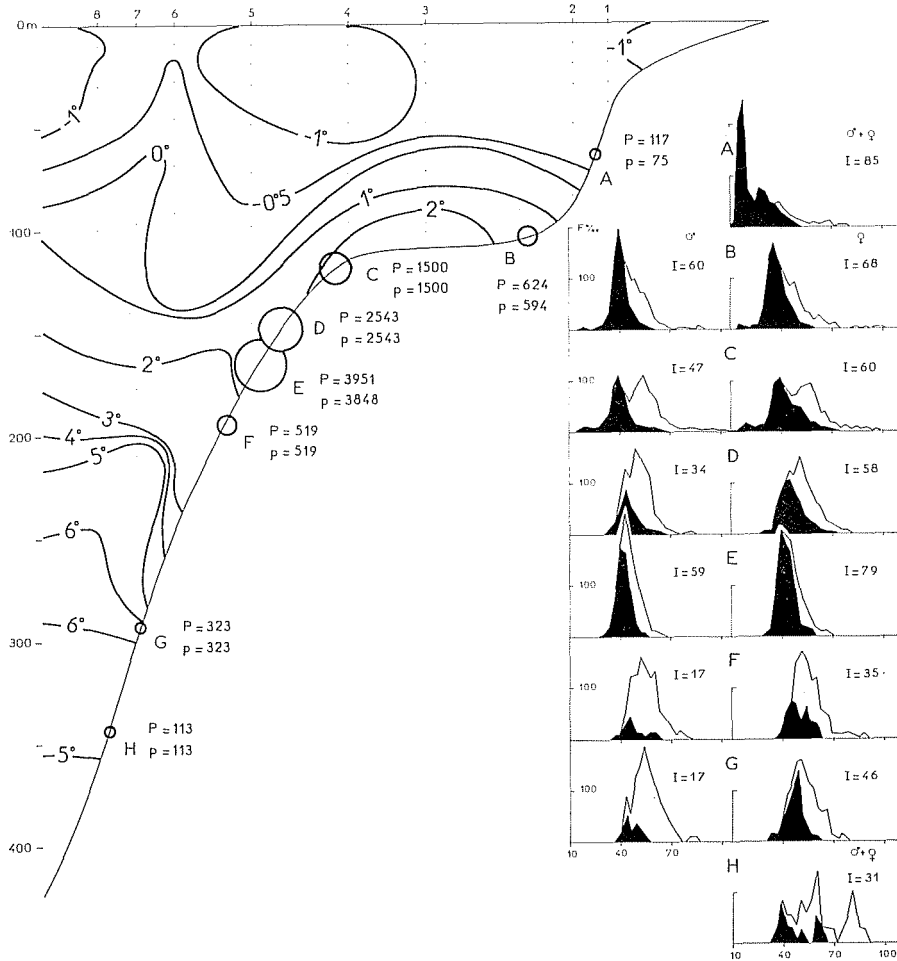 8 7 6 5 4 3 2 1
0m
-1°
-1°
-1°
0°
-0°5
1°
2°
100
P = 117
p = 75
A
B
P = 624
p = 594
C
P = 1500
p = 1500
D
P = 2543
p = 2543
2°
E
P = 3951
p = 3848
F
P = 519
p = 519
3°
4°
5°
200
6°
6°
G
P = 323
p = 323
300
H
P = 113
p = 113
5°
400
A
♂+♀
I = 85
F‰
♂
I = 60
B
♀
I = 68
100
I = 47
C
I = 60
100
I = 34
D
I = 58
100
I = 59
E
I = 79
100
I = 17
F
I = 35
100
I = 17
G
I = 46
100
10 40 70
H
♂+♀
I = 31
10 40 70 100